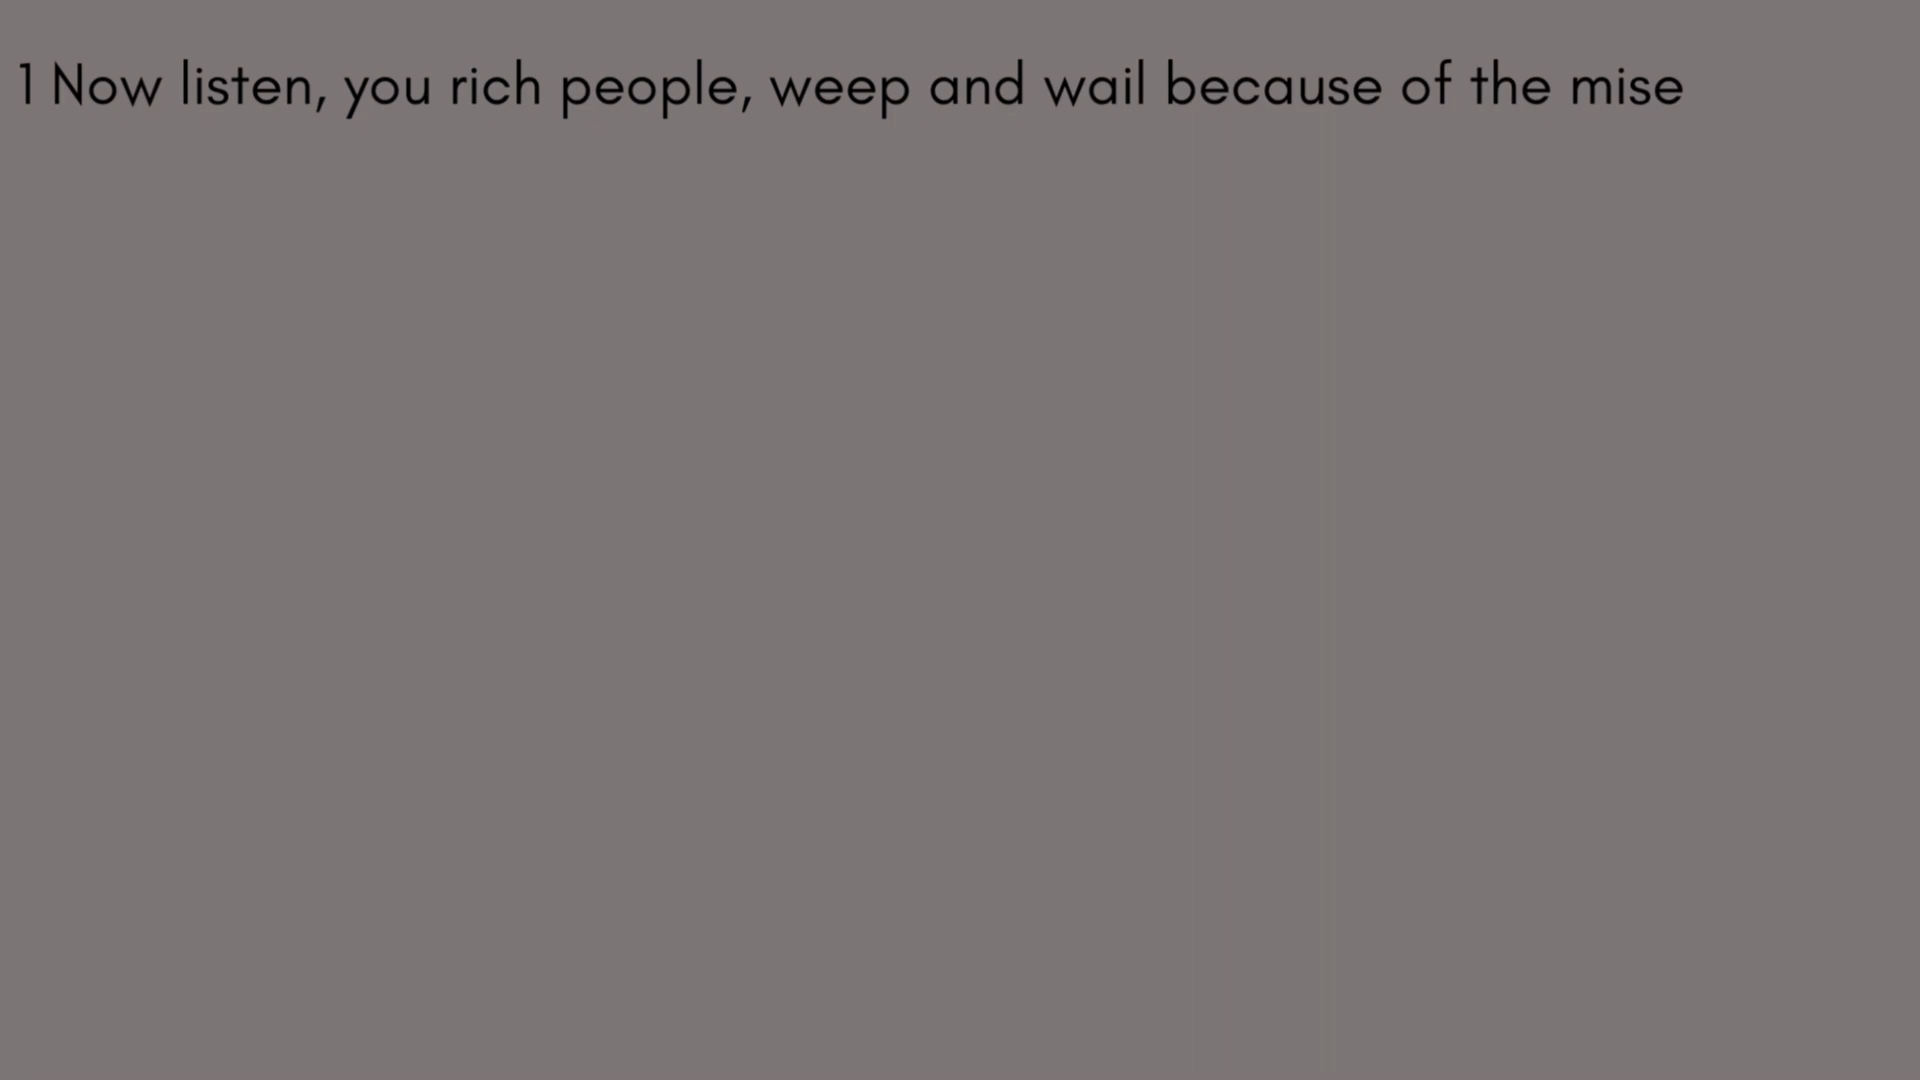 1 Now listen, you rich people, weep and wail because of the mise